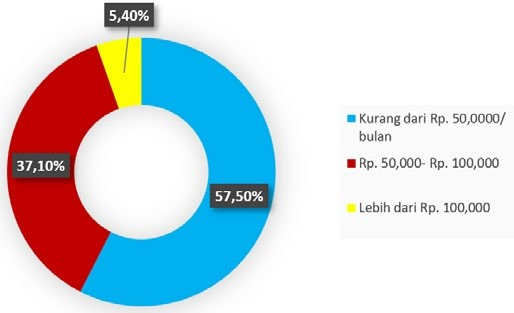 5,40%
37,10%
57,50%
Kurang dari Rp. 50,0000/
bulan
Rp. 50,000- Rp. 100,000
Lebih dari Rp. 100,000